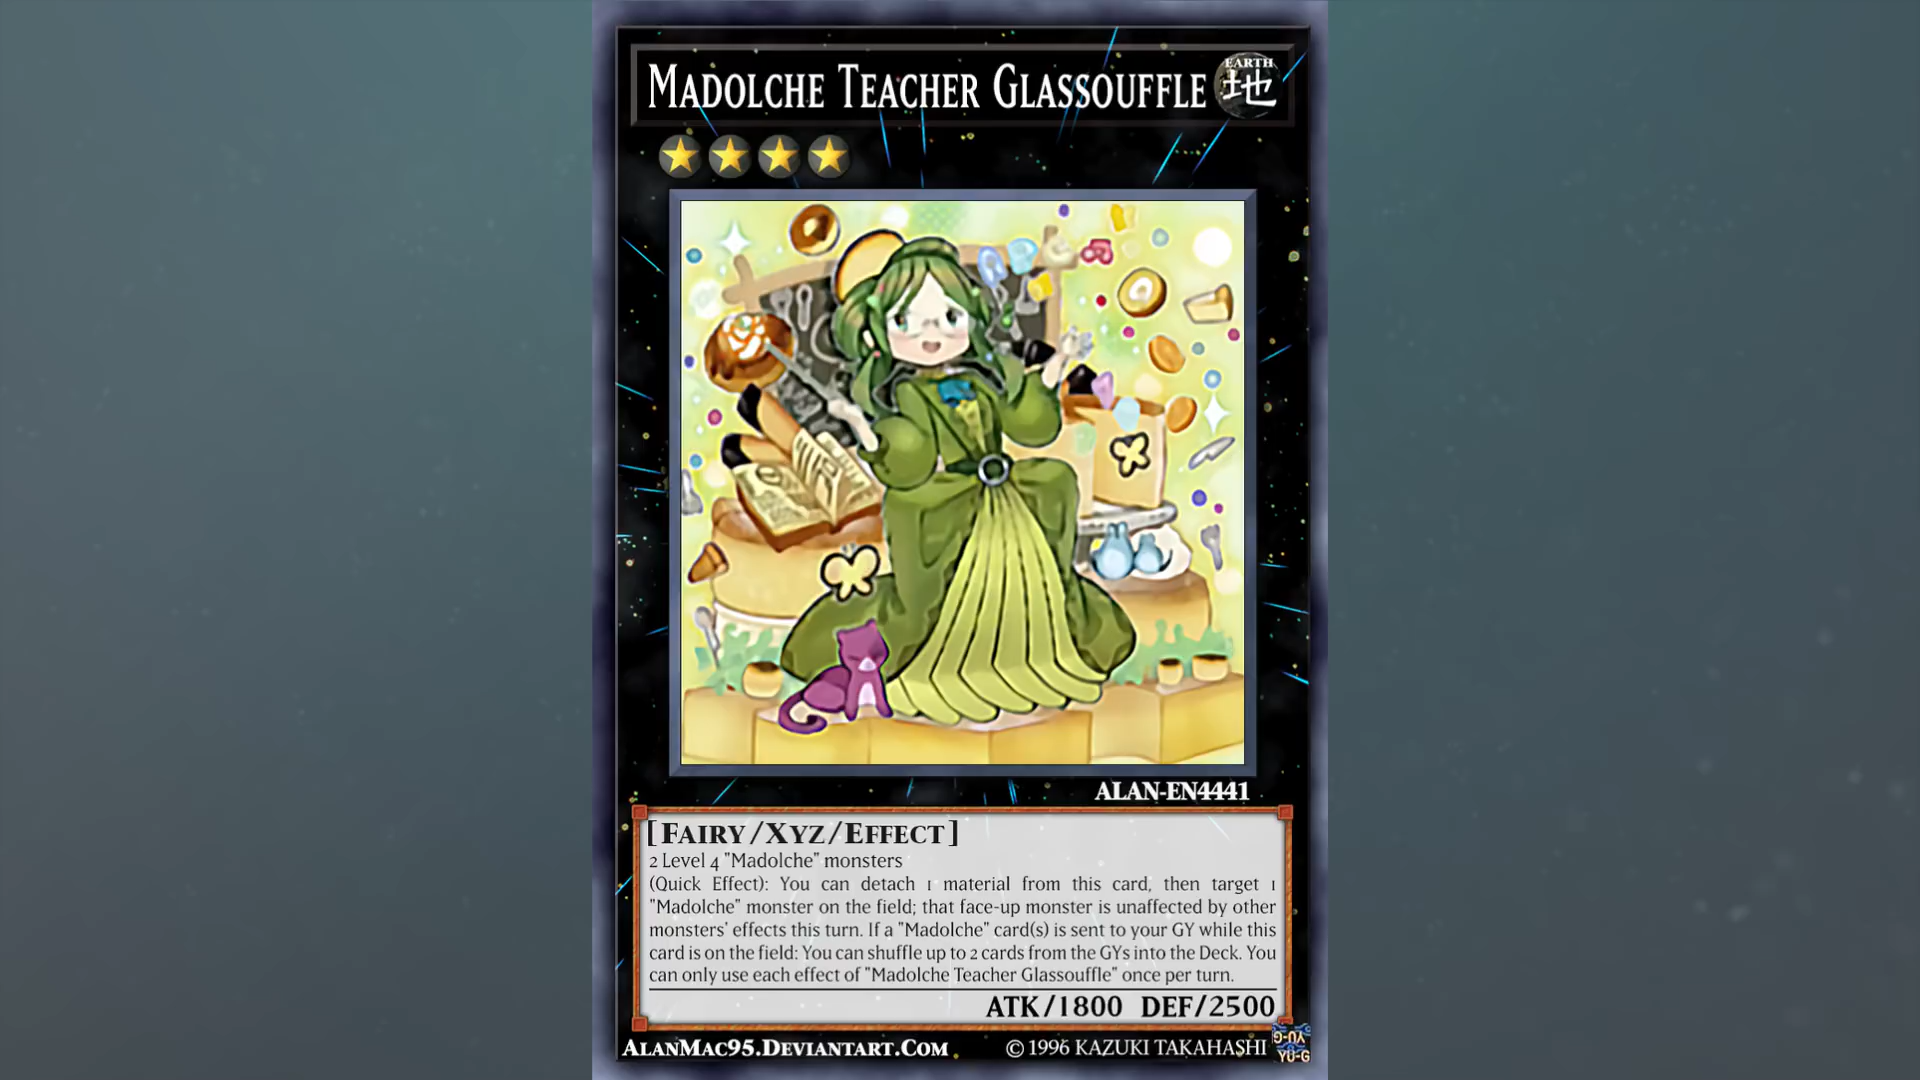 MADOLCHE TEACHER GLASSOUFFLE
EARTH
地
ALAN-EN4441
[FAIRY/XYZ/EFFECT]
2 Level 4 "Madolche" monsters
(Quick Effect): You can detach 1 material from this card, then target 1
"Madolche" monster on the field; that face-up monster is unaffected by other
monsters' effects this turn. If a "Madolche" card(s) is sent to your GY while this
card is on the field: You can shuffle up to 2 cards from the GYs into the Deck. You
can only use each effect of "Madolche Teacher Glassouffle" once per turn.
ATK/1800 DEF/2500
ALANMAC95.DEVIANTART.COM
© 1996 KAZUKI TAKAHASHI